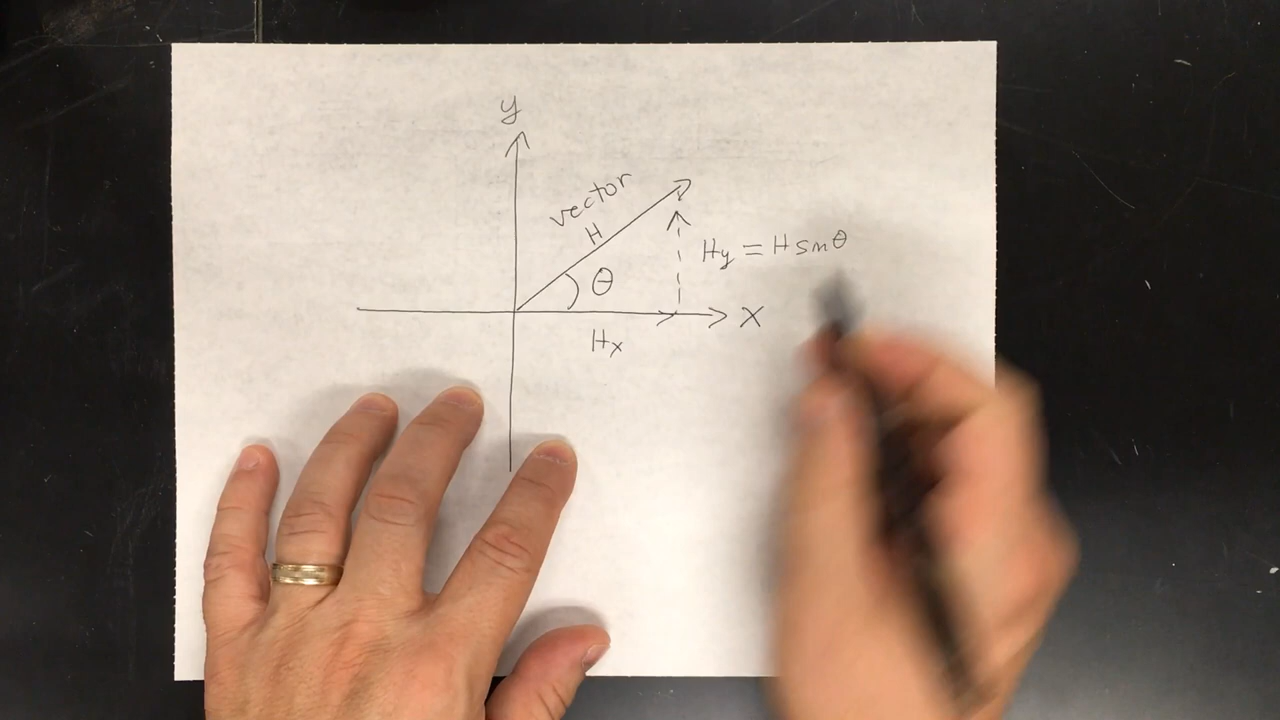 y
vector
H
θ
Hy = H sin θ
x
Hx